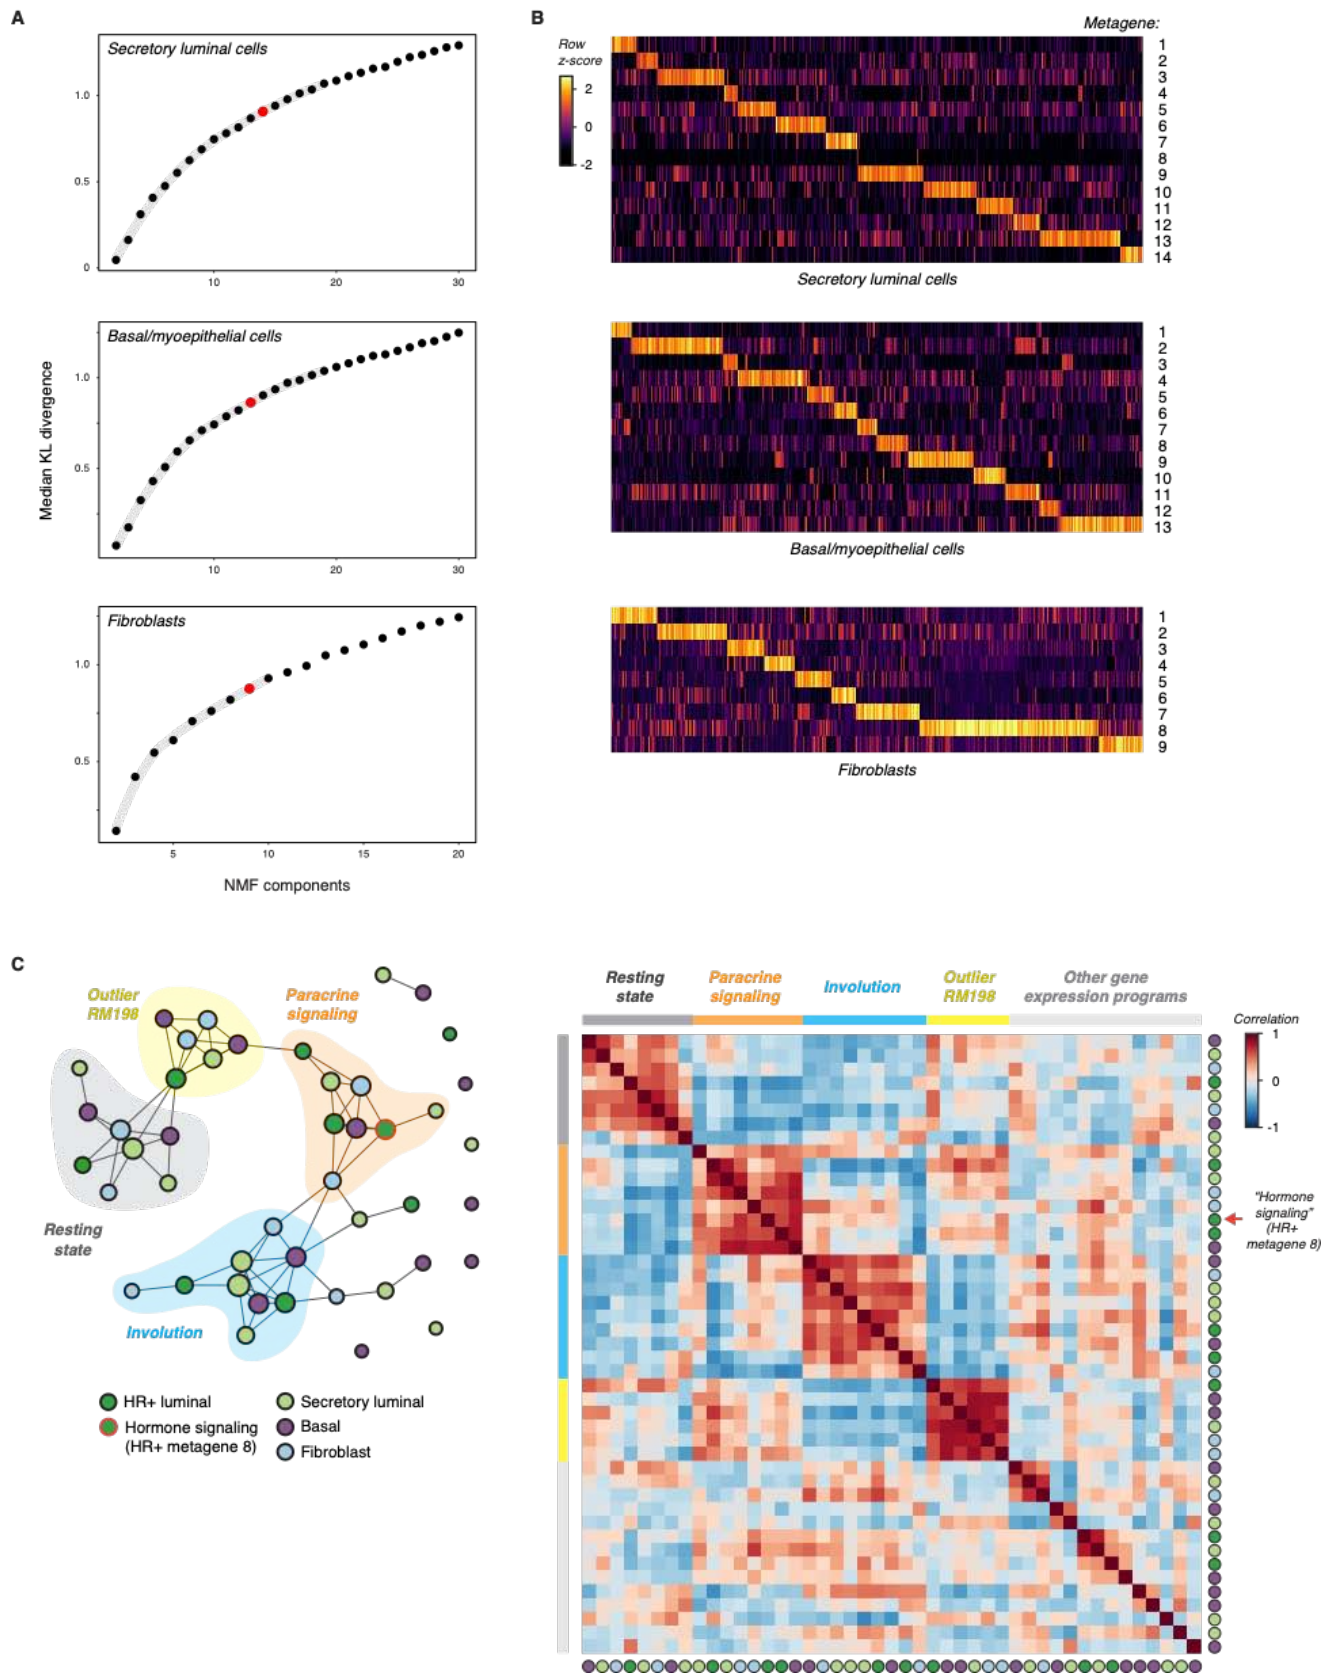 A
Secretory luminal cells
1.0
0.5
0
10
20
30
Basal/myoepithelial cells
1.0
0.5
10
20
30
Fibroblasts
1.0
0.5
5
10
15
20
Median KL divergence
NMF components
B
Row
z-score
2
0
-2
Metagene:
1
2
3
4
5
6
7
8
9
10
11
12
13
14
Secretory luminal cells
1
2
3
4
5
6
7
8
9
10
11
12
13
Basal/myoepithelial cells
1
2
3
4
5
6
7
8
9
Fibroblasts
C
Outlier
RM198
Paracrine
signaling
Resting
state
Involution
HR+ luminal
Hormone signaling
(HR+ metagene 8)
Secretory luminal
Basal
Fibroblast
Resting
state
Paracrine
signaling
Involution
Outlier
RM198
Other gene
expression programs
Correlation
1
0
-1
"Hormone
signaling"
(HR+
metagene 8)